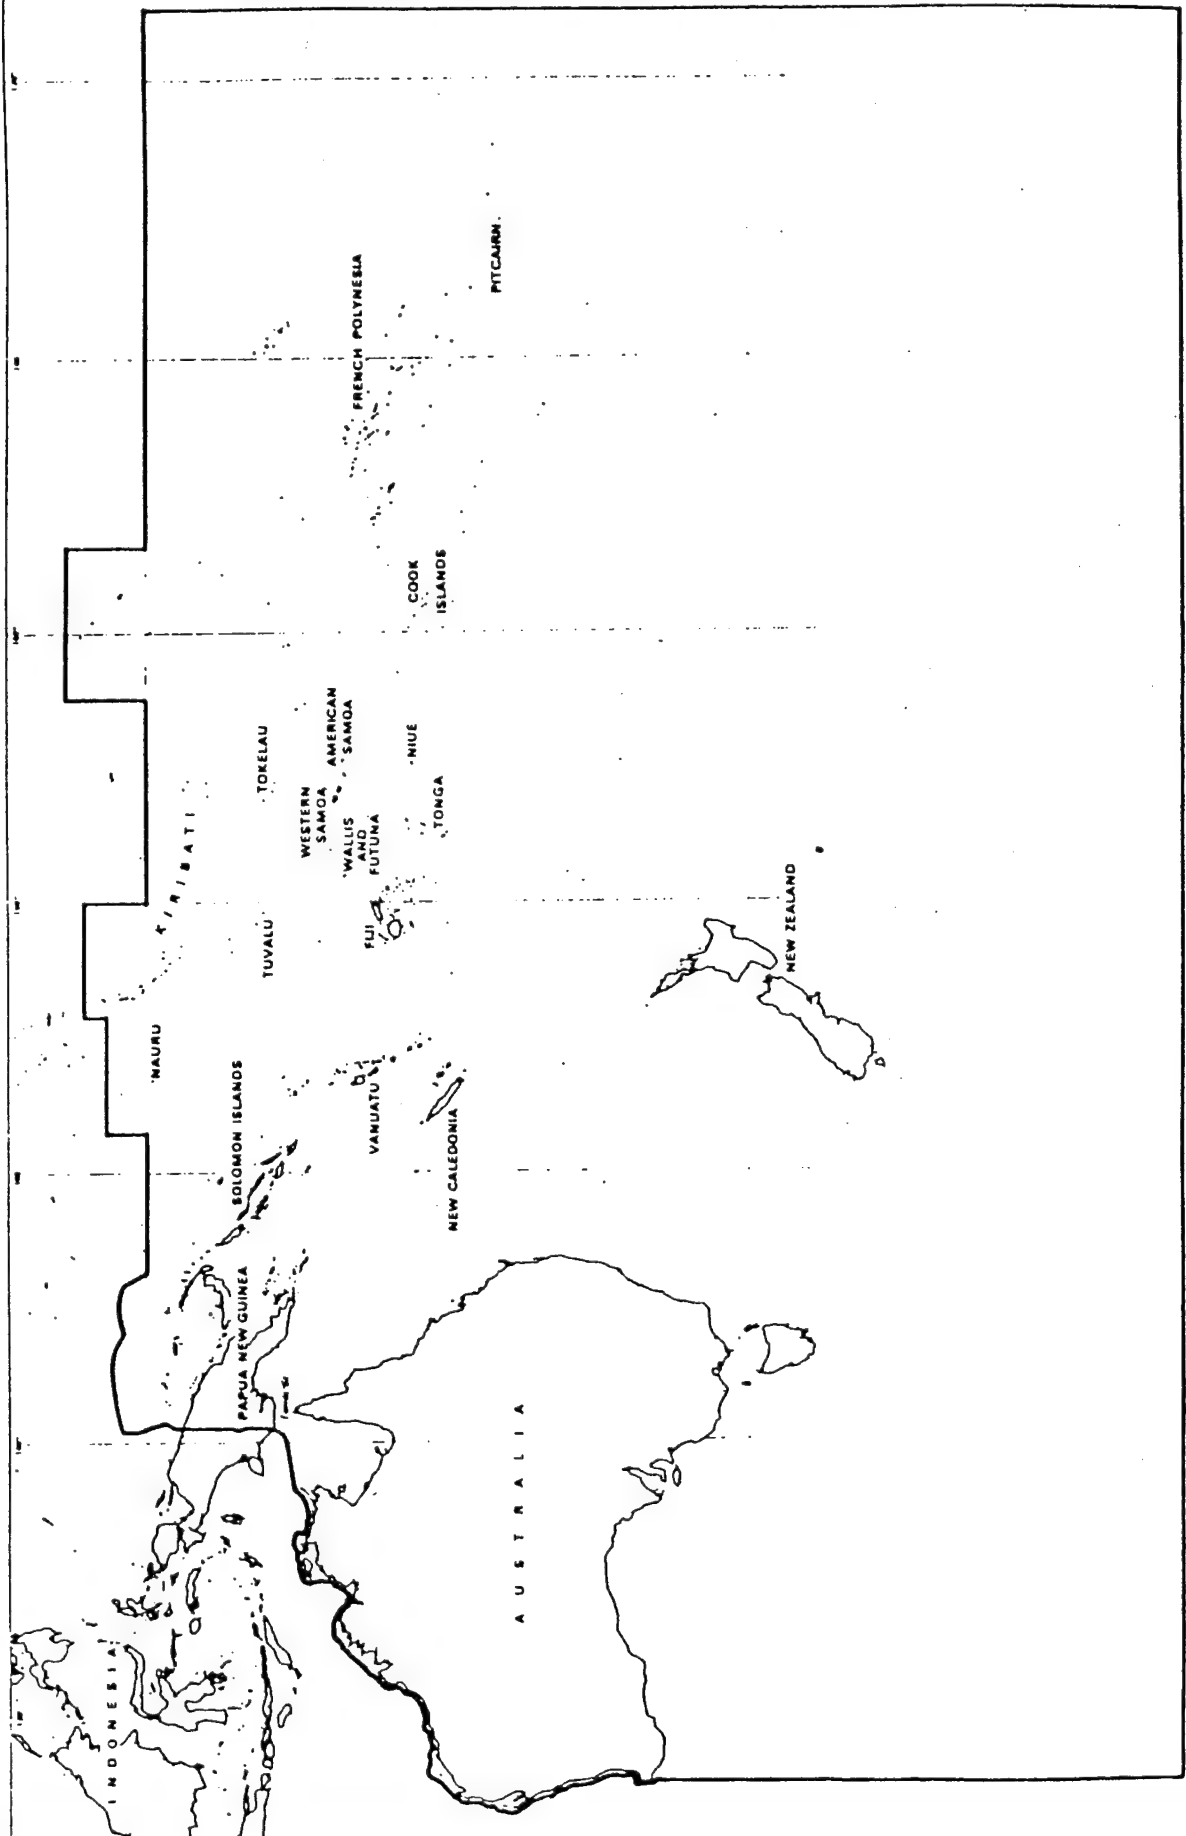 INDONESIA
PAPUA NEW GUINEA
SOLOMON ISLANDS
NAURU
KIRIBATI
TUVALU
TOKELAU
WESTERN
SAMOA
AMERICAN
SAMOA
WALLIS
AND
FUTUNA
FIJI
VANUATU
NEW CALEDONIA
TONGA
NIUE
COOK
ISLANDS
FRENCH POLYNESIA
PITCAIRN
AUSTRALIA
NEW ZEALAND